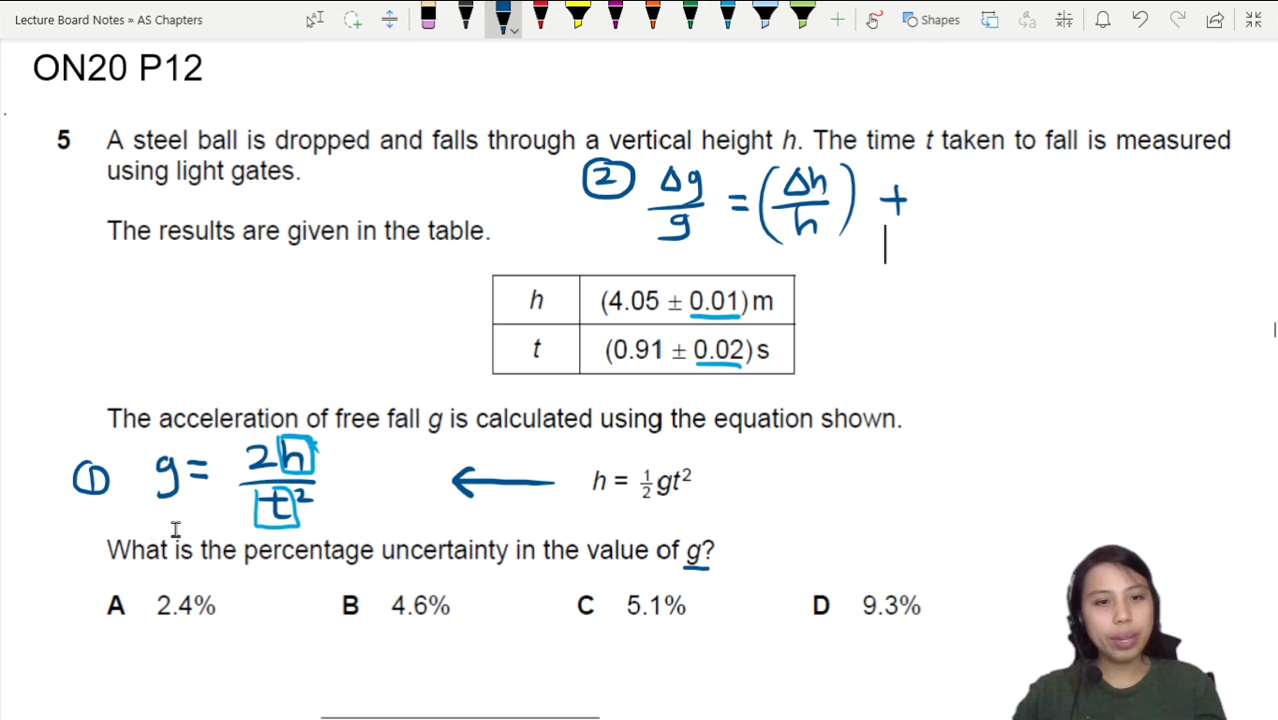 Lecture Board Notes » AS Chapters
Shapes
ON20 P12
5 A steel ball is dropped and falls through a vertical height h. The time t taken to fall is measured
using light gates.
② Δg/g = (Δh/h) +
The results are given in the table.
h (4.05 ± 0.01) m
t (0.91 ± 0.02) s
The acceleration of free fall g is calculated using the equation shown.
① g = 2h/t² ← h = ½gt²
What is the percentage uncertainty in the value of g?
A 2.4% B 4.6% C 5.1% D 9.3%